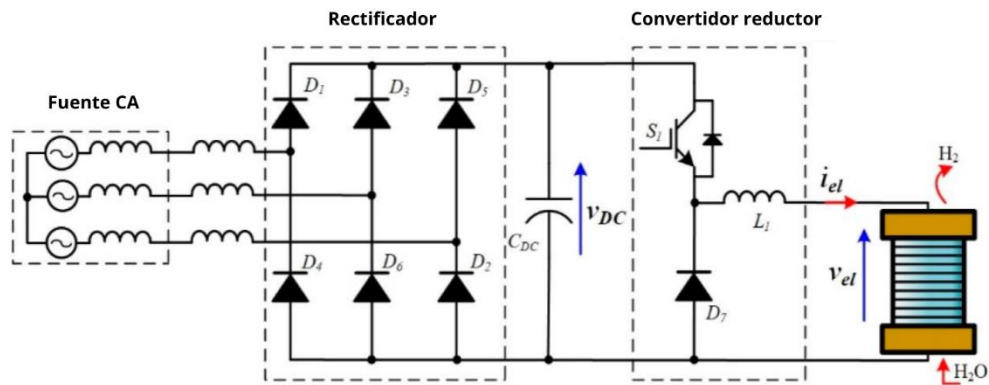 Rectificador
Convertidor reductor
Fuente CA
D1
D3
D5
S1
H2
iel
vDC
CDC
L1
vel
D4
D6
D2
D7
H2O